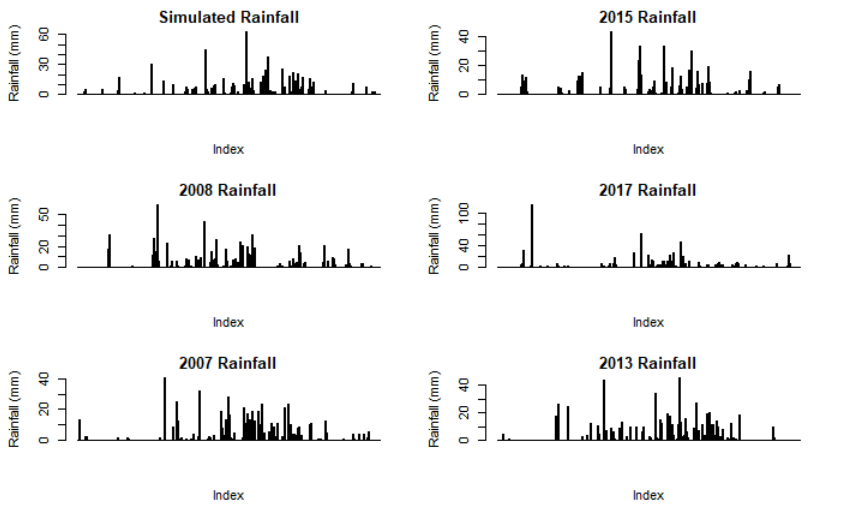 Simulated Rainfall
Rainfall (mm)
0 30 60
Index
2015 Rainfall
Rainfall (mm)
0 20 40
Index
2008 Rainfall
Rainfall (mm)
0 20 50
Index
2017 Rainfall
Rainfall (mm)
0 40 100
Index
2007 Rainfall
Rainfall (mm)
0 20 40
Index
2013 Rainfall
Rainfall (mm)
0 20 40
Index